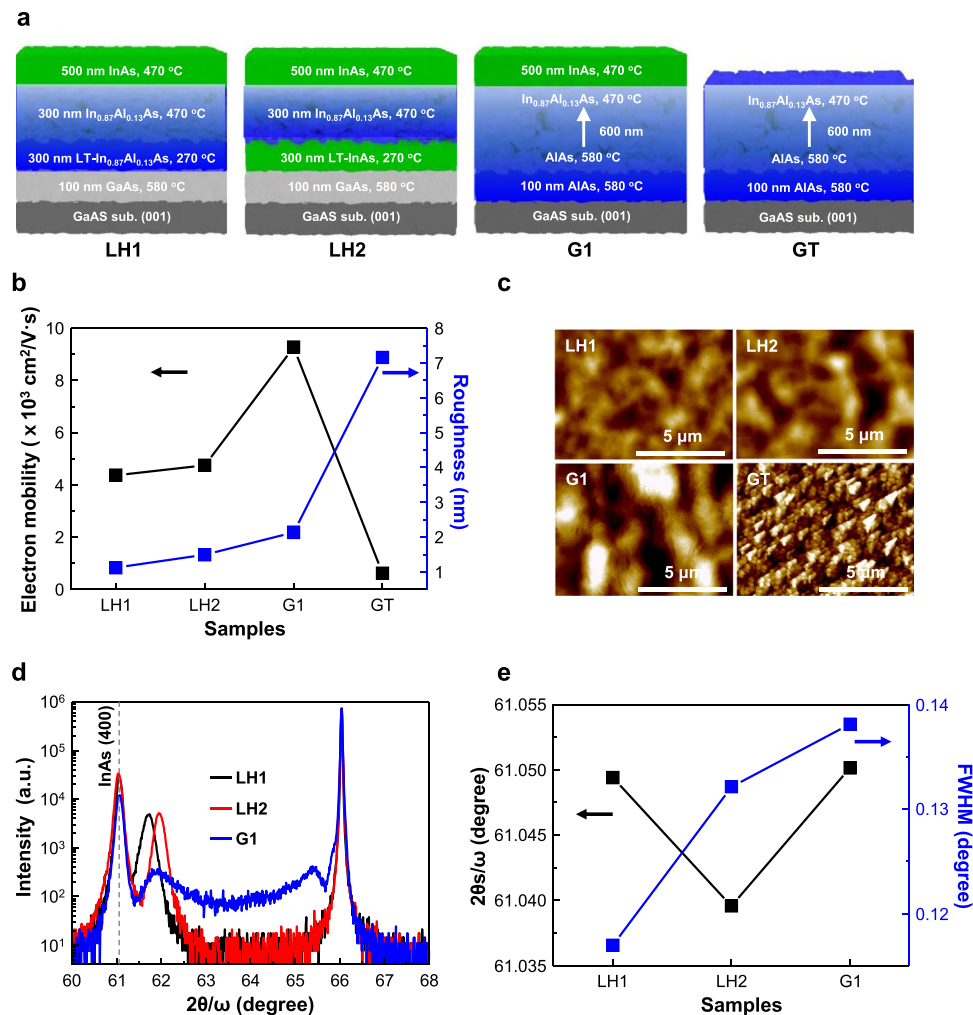 a
500 nm InAs, 470 °C
300 nm In0.87Al0.13As, 470 °C
300 nm LT-In0.87Al0.13As, 270 °C
100 nm GaAs, 580 °C
GaAS sub. (001)
LH1
500 nm InAs, 470 °C
300 nm In0.87Al0.13As, 470 °C
300 nm LT-InAs, 270 °C
100 nm GaAs, 580 °C
GaAS sub. (001)
LH2
500 nm InAs, 470 °C
In0.87Al0.13As, 470 °C
600 nm
AlAs, 580 °C
100 nm AlAs, 580 °C
GaAS sub. (001)
G1
In0.87Al0.13As, 470 °C
600 nm
AlAs, 580 °C
100 nm AlAs, 580 °C
GaAS sub. (001)
GT
b
Electron mobility ( x 10³ cm²/V·s)
10
8
6
4
2
0
LH1
LH2
G1
GT
Samples
8
7
6
5
4
3
2
1
Roughness (nm)
c
LH1
5 μm
LH2
5 μm
G1
5 μm
GT
5 μm
d
Intensity (a.u.)
10⁶
10⁵
10⁴
10³
10²
10¹
InAs (400)
LH1
LH2
G1
60
61
62
63
64
65
66
67
68
2θ/ω (degree)
e
2θs/ω (degree)
61.055
61.050
61.045
61.040
61.035
LH1
LH2
G1
Samples
0.14
0.13
0.12
FWHM (degree)